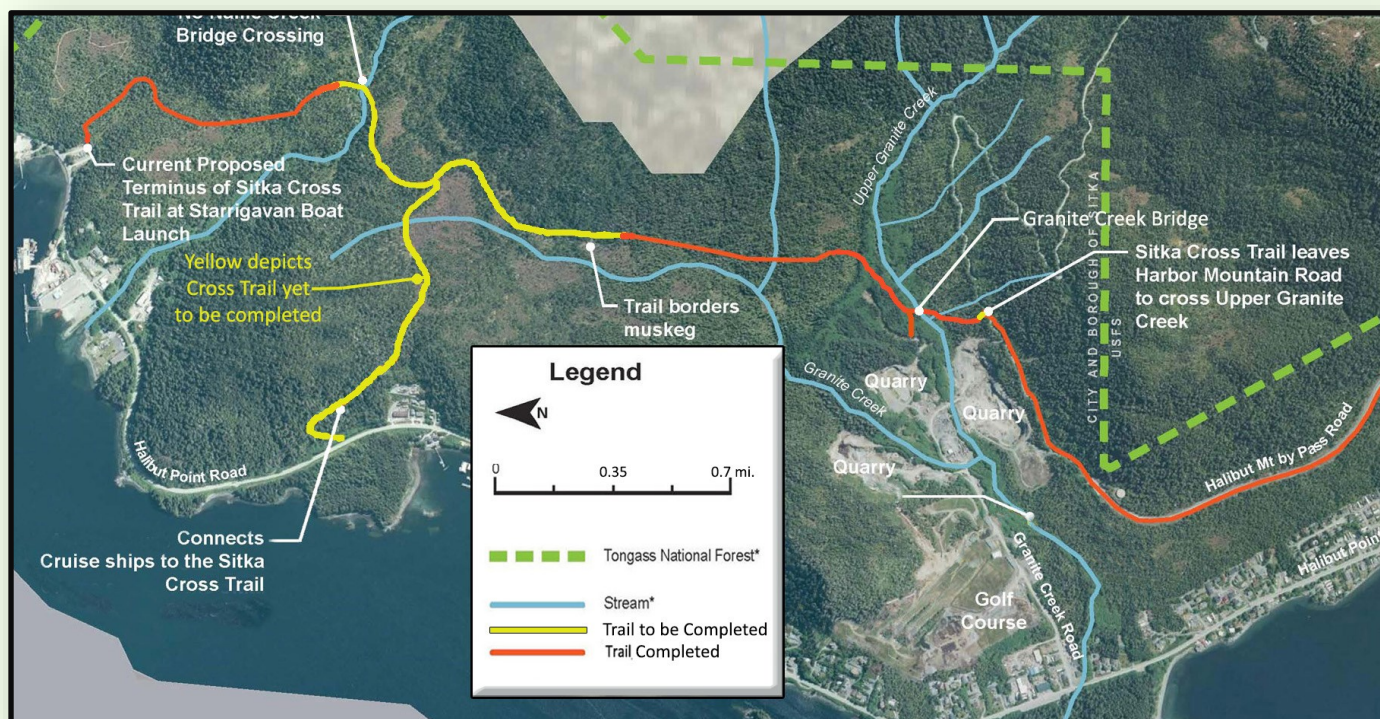 No Name Creek
Bridge Crossing
Current Proposed
Terminus of Sitka Cross
Trail at Starrigavan Boat
Launch
Yellow depicts
Cross Trail yet
to be completed
Trail borders
muskeg
Upper Granite Creek
Granite Creek Bridge
Sitka Cross Trail leaves
Harbor Mountain Road
to cross Upper Granite
Creek
CITY AND BOROUGH OF SITKA
USFS
Halibut Point Road
Connects
Cruise ships to the Sitka
Cross Trail
Granite Creek
Quarry
Quarry
Quarry
Halibut Mt by Pass Road
Granite Creek Road
Golf
Course
Halibut Point
Legend
N
0 0.35 0.7 mi.
Tongass National Forest*
Stream*
Trail to be Completed
Trail Completed